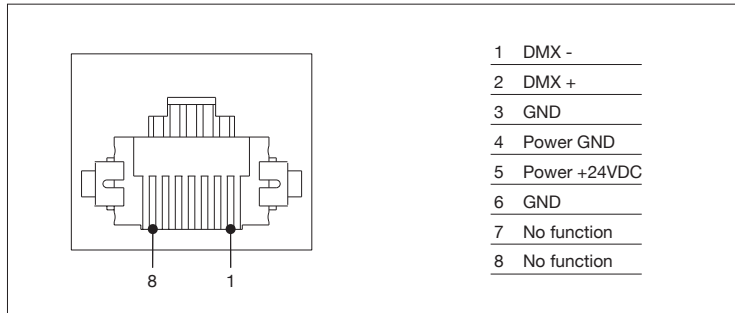 1 DMX -
2 DMX +
3 GND
4 Power GND
5 Power +24VDC
6 GND
7 No function
8 No function
8 1